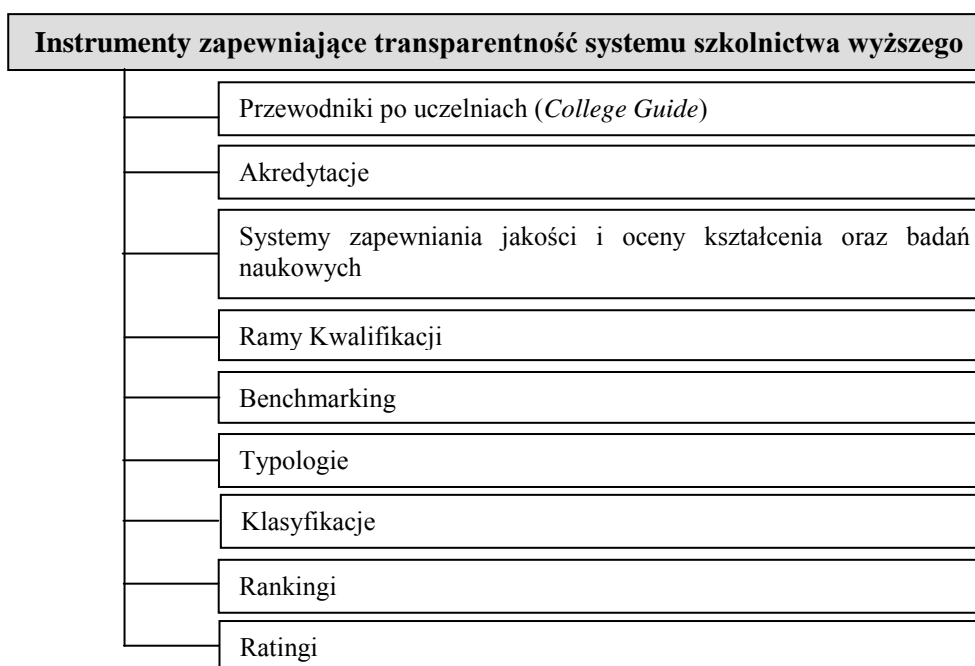 Instrumenty zapewniające transparentność systemu szkolnictwa wyższego
Przewodniki po uczelniach (College Guide)
Akredytacje
Systemy zapewniania jakości i oceny kształcenia oraz badań
naukowych
Ramy Kwalifikacji
Benchmarking
Typologie
Klasyfikacje
Rankingi
Ratingi